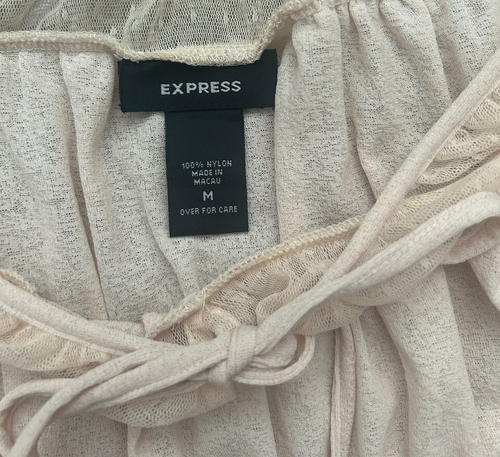 EXPRESS
100% NYLON
MADE IN
MACAU
M
OVER FOR CARE